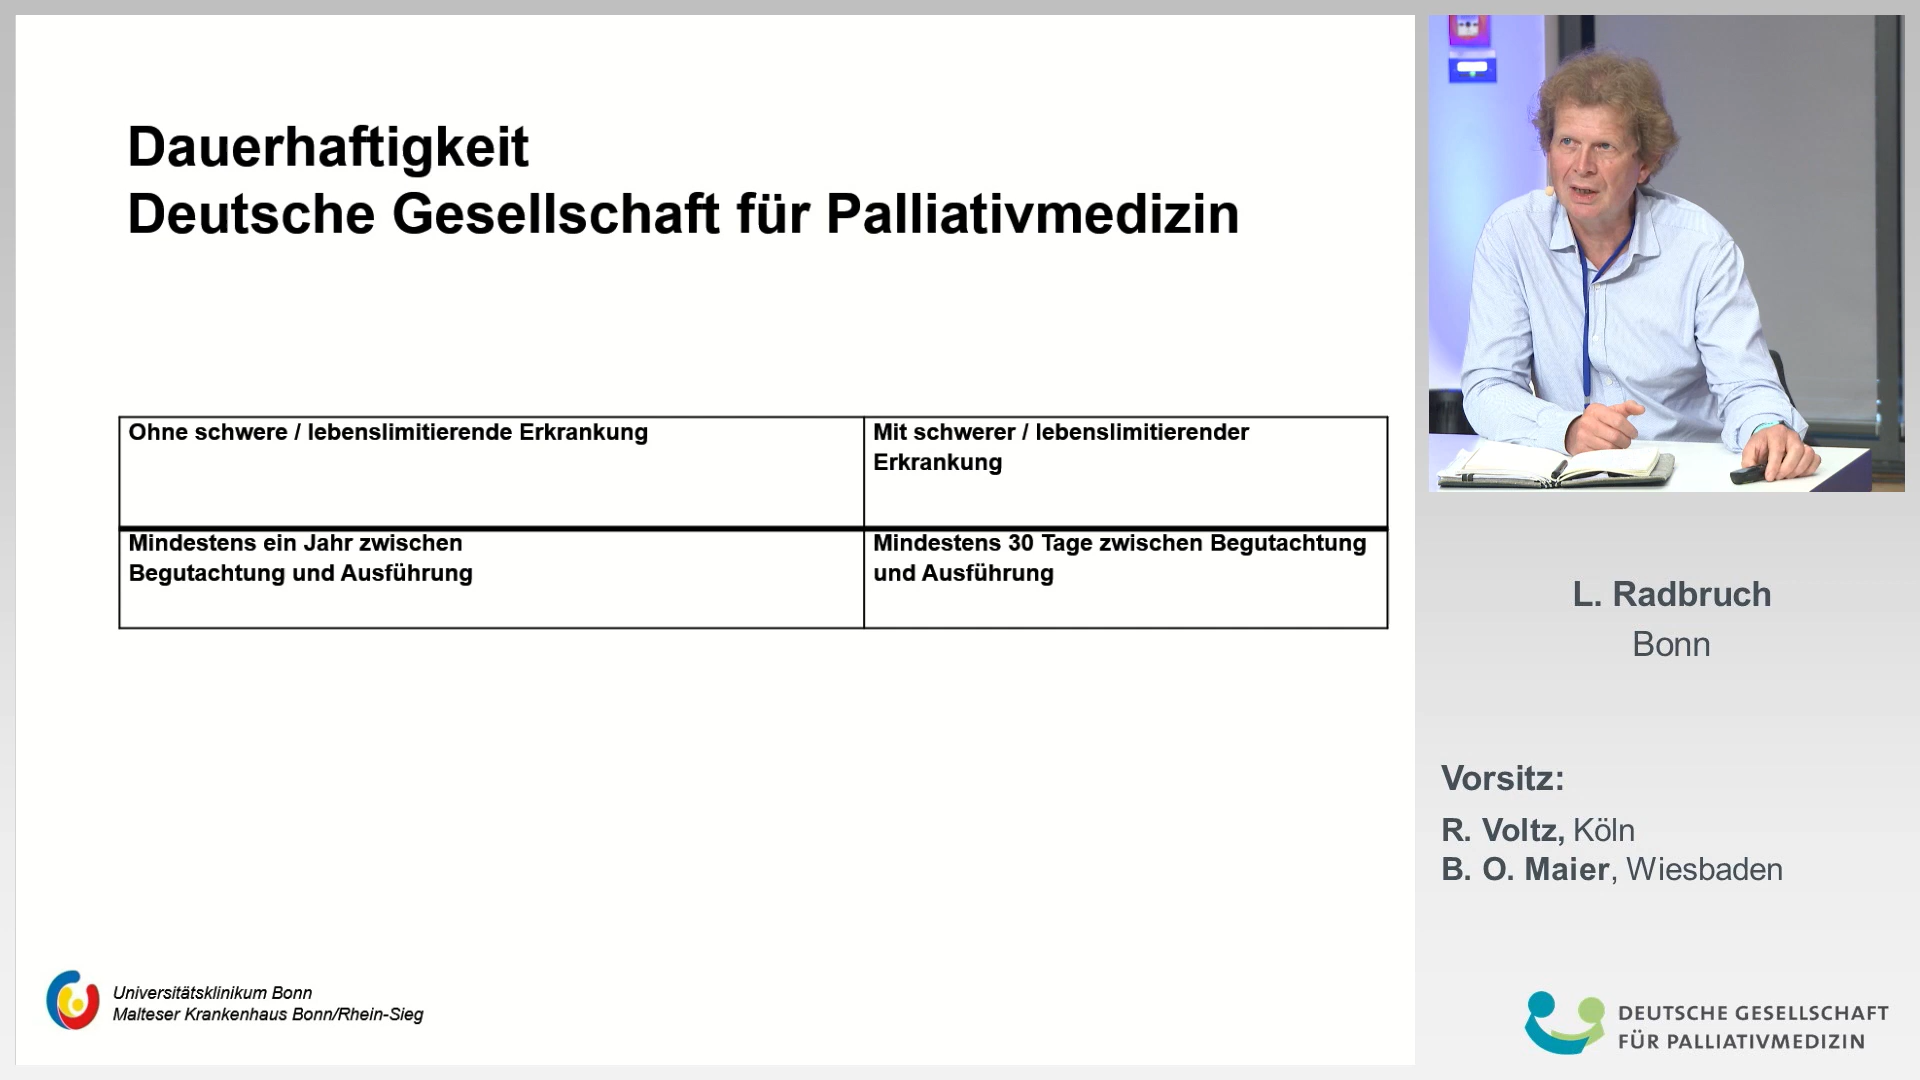 Dauerhaftigkeit
Deutsche Gesellschaft für Palliativmedizin
Ohne schwere / lebenslimitierende Erkrankung
Mit schwerer / lebenslimitierender
Erkrankung
Mindestens ein Jahr zwischen
Begutachtung und Ausführung
Mindestens 30 Tage zwischen Begutachtung
und Ausführung
Universitätsklinikum Bonn
Malteser Krankenhaus Bonn/Rhein-Sieg
L. Radbruch
Bonn
Vorsitz:
R. Voltz, Köln
B. O. Maier, Wiesbaden
DEUTSCHE GESELLSCHAFT
FÜR PALLIATIVMEDIZIN